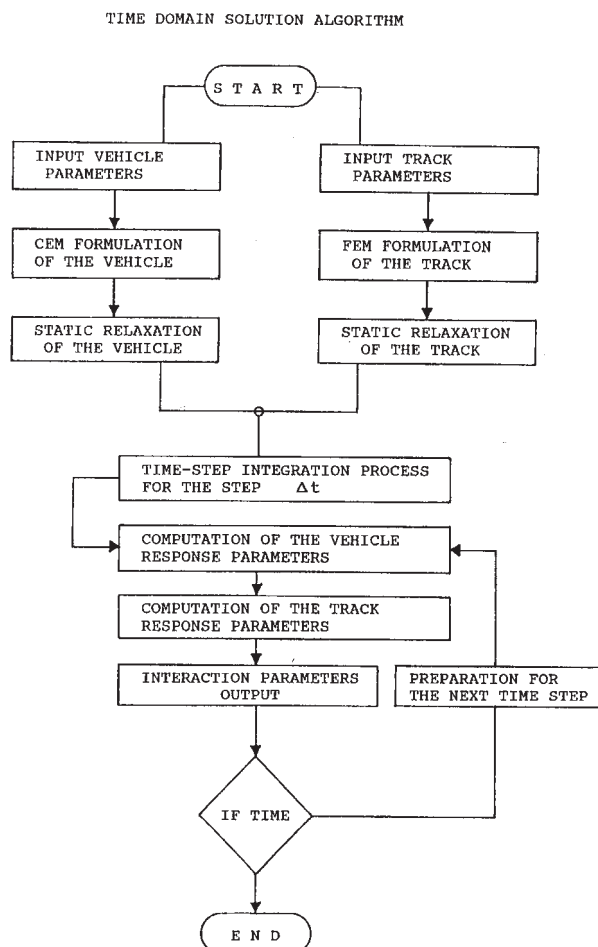 TIME DOMAIN SOLUTION ALGORITHM
S T A R T
INPUT VEHICLE
PARAMETERS
INPUT TRACK
PARAMETERS
CEM FORMULATION
OF THE VEHICLE
FEM FORMULATION
OF THE TRACK
STATIC RELAXATION
OF THE VEHICLE
STATIC RELAXATION
OF THE TRACK
TIME-STEP INTEGRATION PROCESS
FOR THE STEP Δt
COMPUTATION OF THE VEHICLE
RESPONSE PARAMETERS
COMPUTATION OF THE TRACK
RESPONSE PARAMETERS
INTERACTION PARAMETERS
OUTPUT
PREPARATION FOR
THE NEXT TIME STEP
IF TIME
E N D